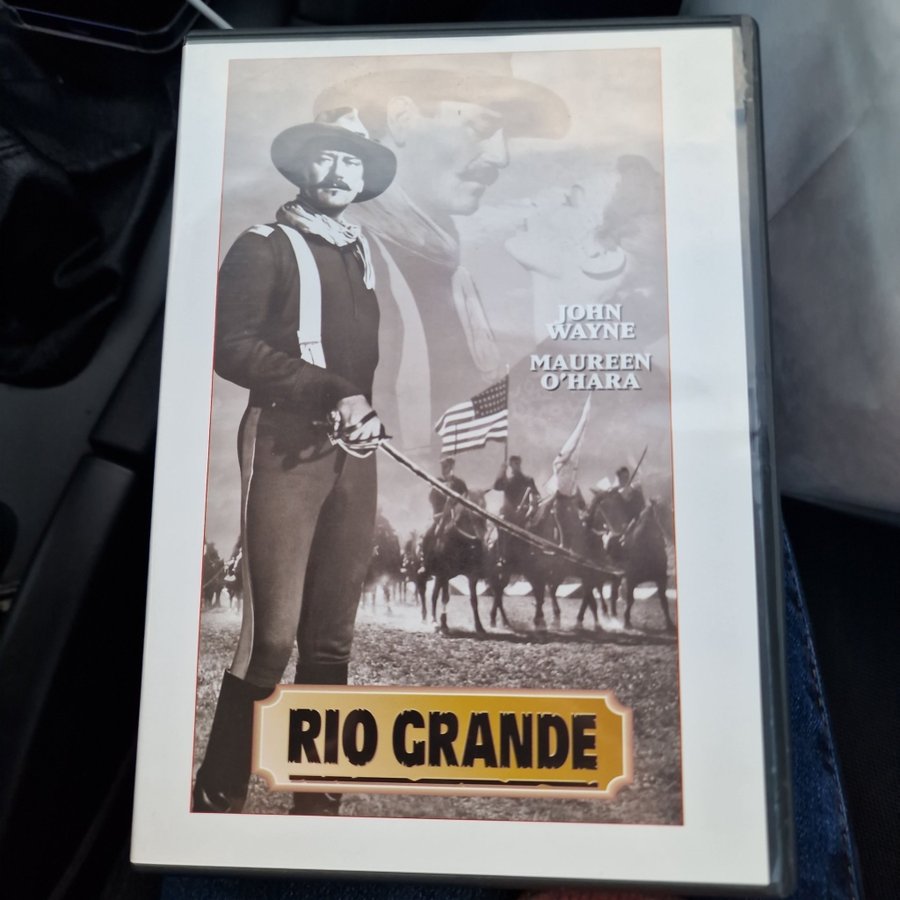 JOHN
WAYNE
MAUREEN
O'HARA
RIO GRANDE